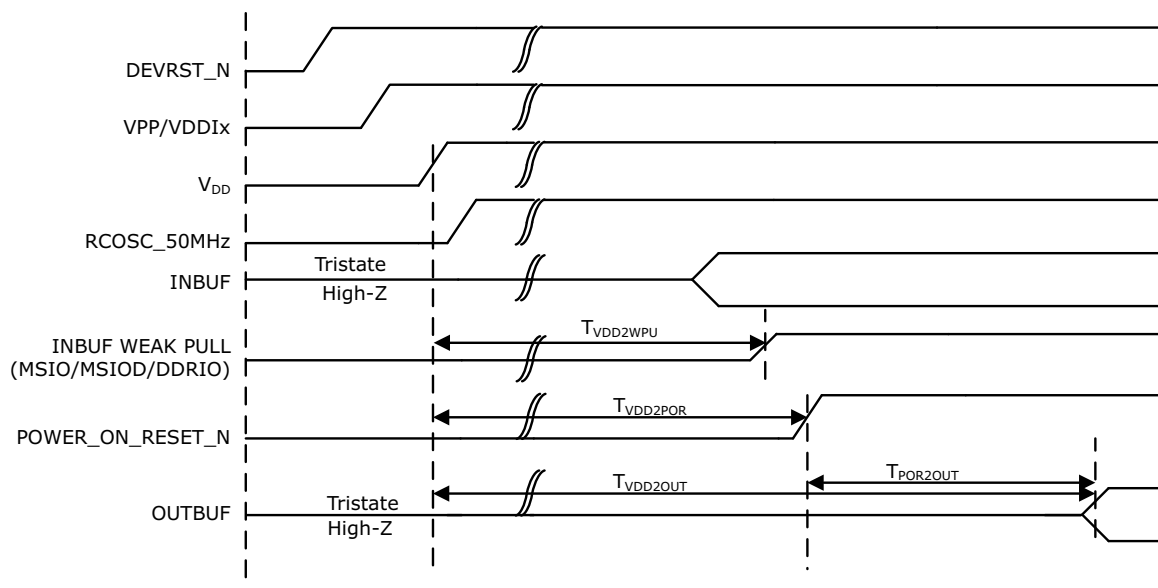 DEVRST_N
VPP/VDDIx
VDD
RCOSC_50MHz
Tristate
INBUF
High-Z
TVDD2WPU
INBUF WEAK PULL
(MSIO/MSIOD/DDRIO)
TVDD2POR
POWER_ON_RESET_N
TPOR2OUT
TVDD2OUT
Tristate
OUTBUF
High-Z